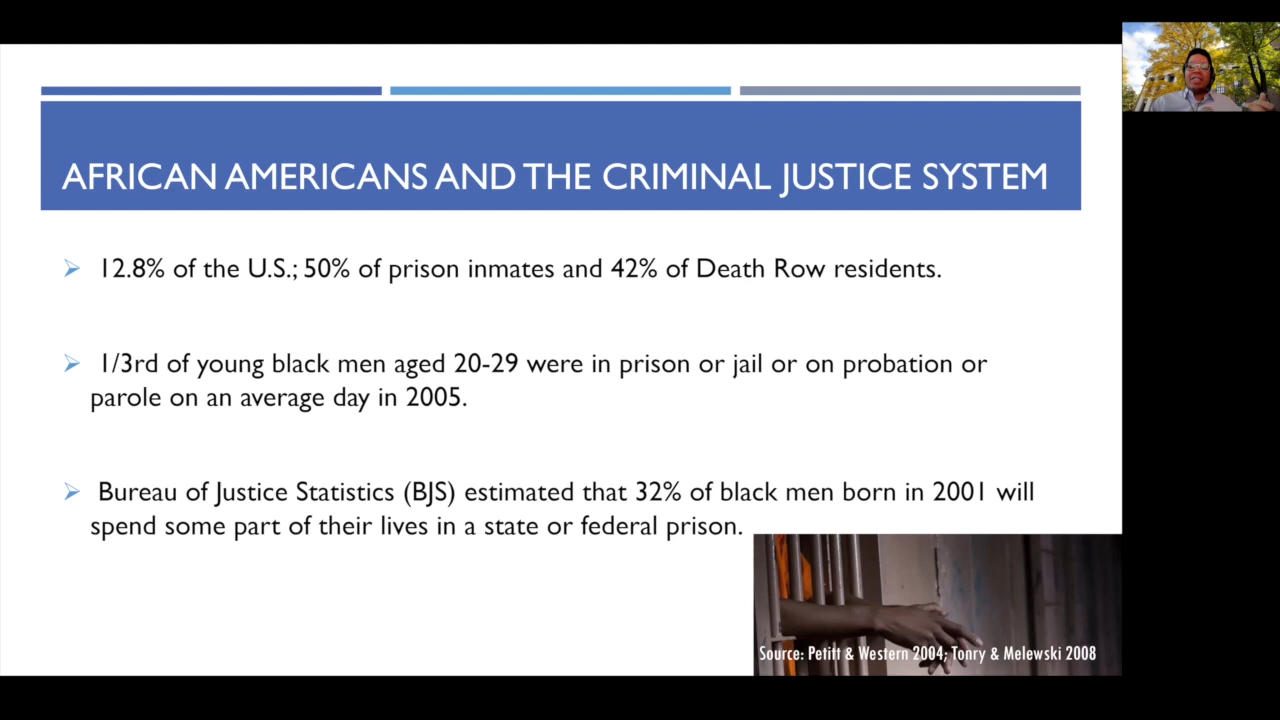 AFRICAN AMERICANS AND THE CRIMINAL JUSTICE SYSTEM
12.8% of the U.S.; 50% of prison inmates and 42% of Death Row residents.
1/3rd of young black men aged 20-29 were in prison or jail or on probation or
parole on an average day in 2005.
Bureau of Justice Statistics (BJS) estimated that 32% of black men born in 2001 will
spend some part of their lives in a state or federal prison.
Source: Petitt & Western 2004; Tonry & Melewski 2008